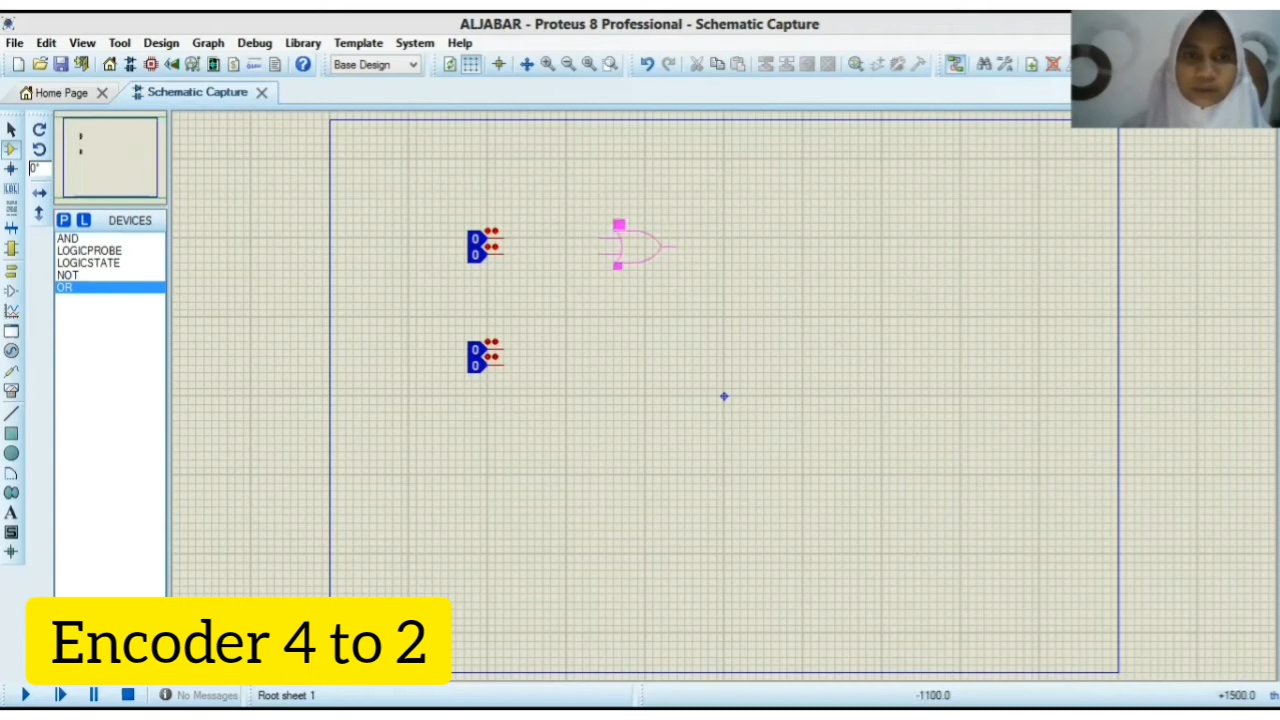 ALJABAR - Proteus 8 Professional - Schematic Capture
File Edit View Tool Design Graph Debug Library Template System Help
Base Design
Home Page Schematic Capture
0°
P L DEVICES
AND
LOGICPROBE
LOGICSTATE
NOT
OR
0
0
0
0
Encoder 4 to 2
No Messages Root sheet 1 -1100.0 +1500.0 th